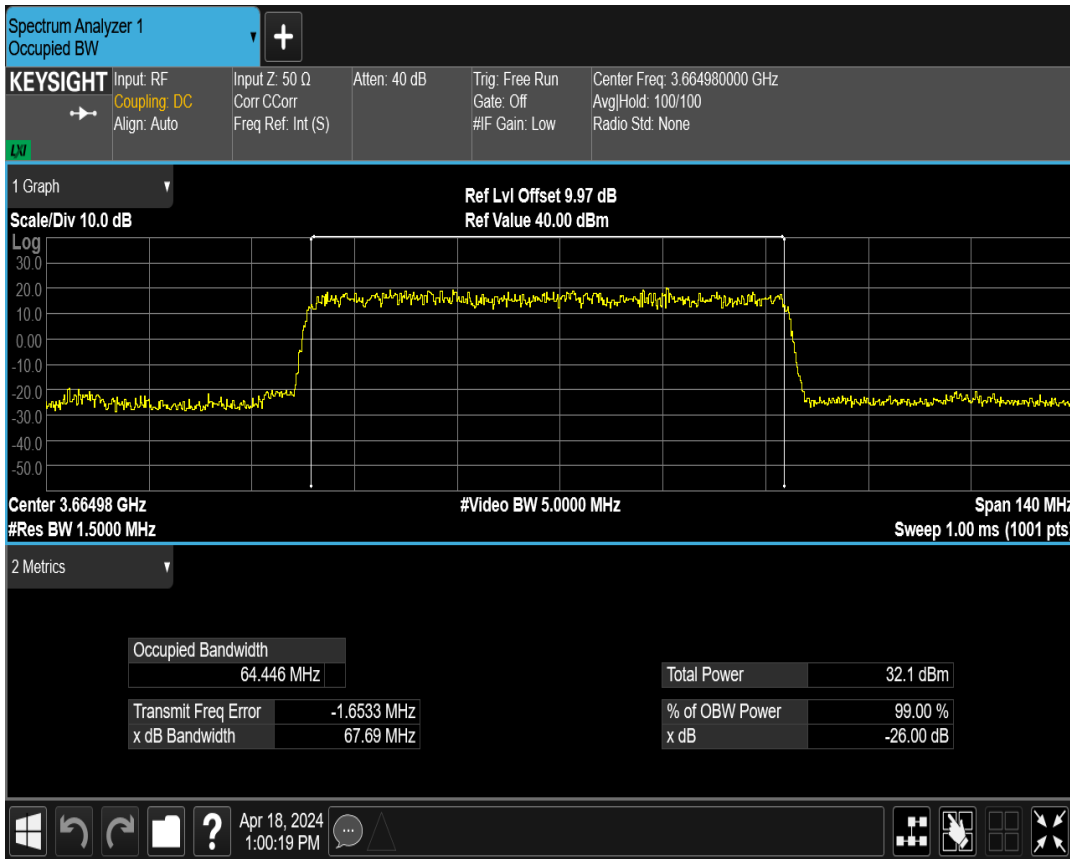 Spectrum Analyzer 1
Occupied BW
KEYSIGHT
LXI
Input: RF
Coupling: DC
Align: Auto
Input Z: 50 Ω
Corr CCorr
Freq Ref: Int (S)
Atten: 40 dB
Trig: Free Run
Gate: Off
#IF Gain: Low
Center Freq: 3.664980000 GHz
Avg|Hold: 100/100
Radio Std: None
1 Graph
Ref Lvl Offset 9.97 dB
Scale/Div 10.0 dB
Ref Value 40.00 dBm
Log
30.0
20.0
10.0
0.00
-10.0
-20.0
-30.0
-40.0
-50.0
Center 3.66498 GHz
#Video BW 5.0000 MHz
Span 140 MHz
#Res BW 1.5000 MHz
Sweep 1.00 ms (1001 pts)
2 Metrics
Occupied Bandwidth
64.446 MHz
Total Power 32.1 dBm
Transmit Freq Error -1.6533 MHz
% of OBW Power 99.00 %
x dB Bandwidth 67.69 MHz
x dB -26.00 dB
?
Apr 18, 2024
1:00:19 PM